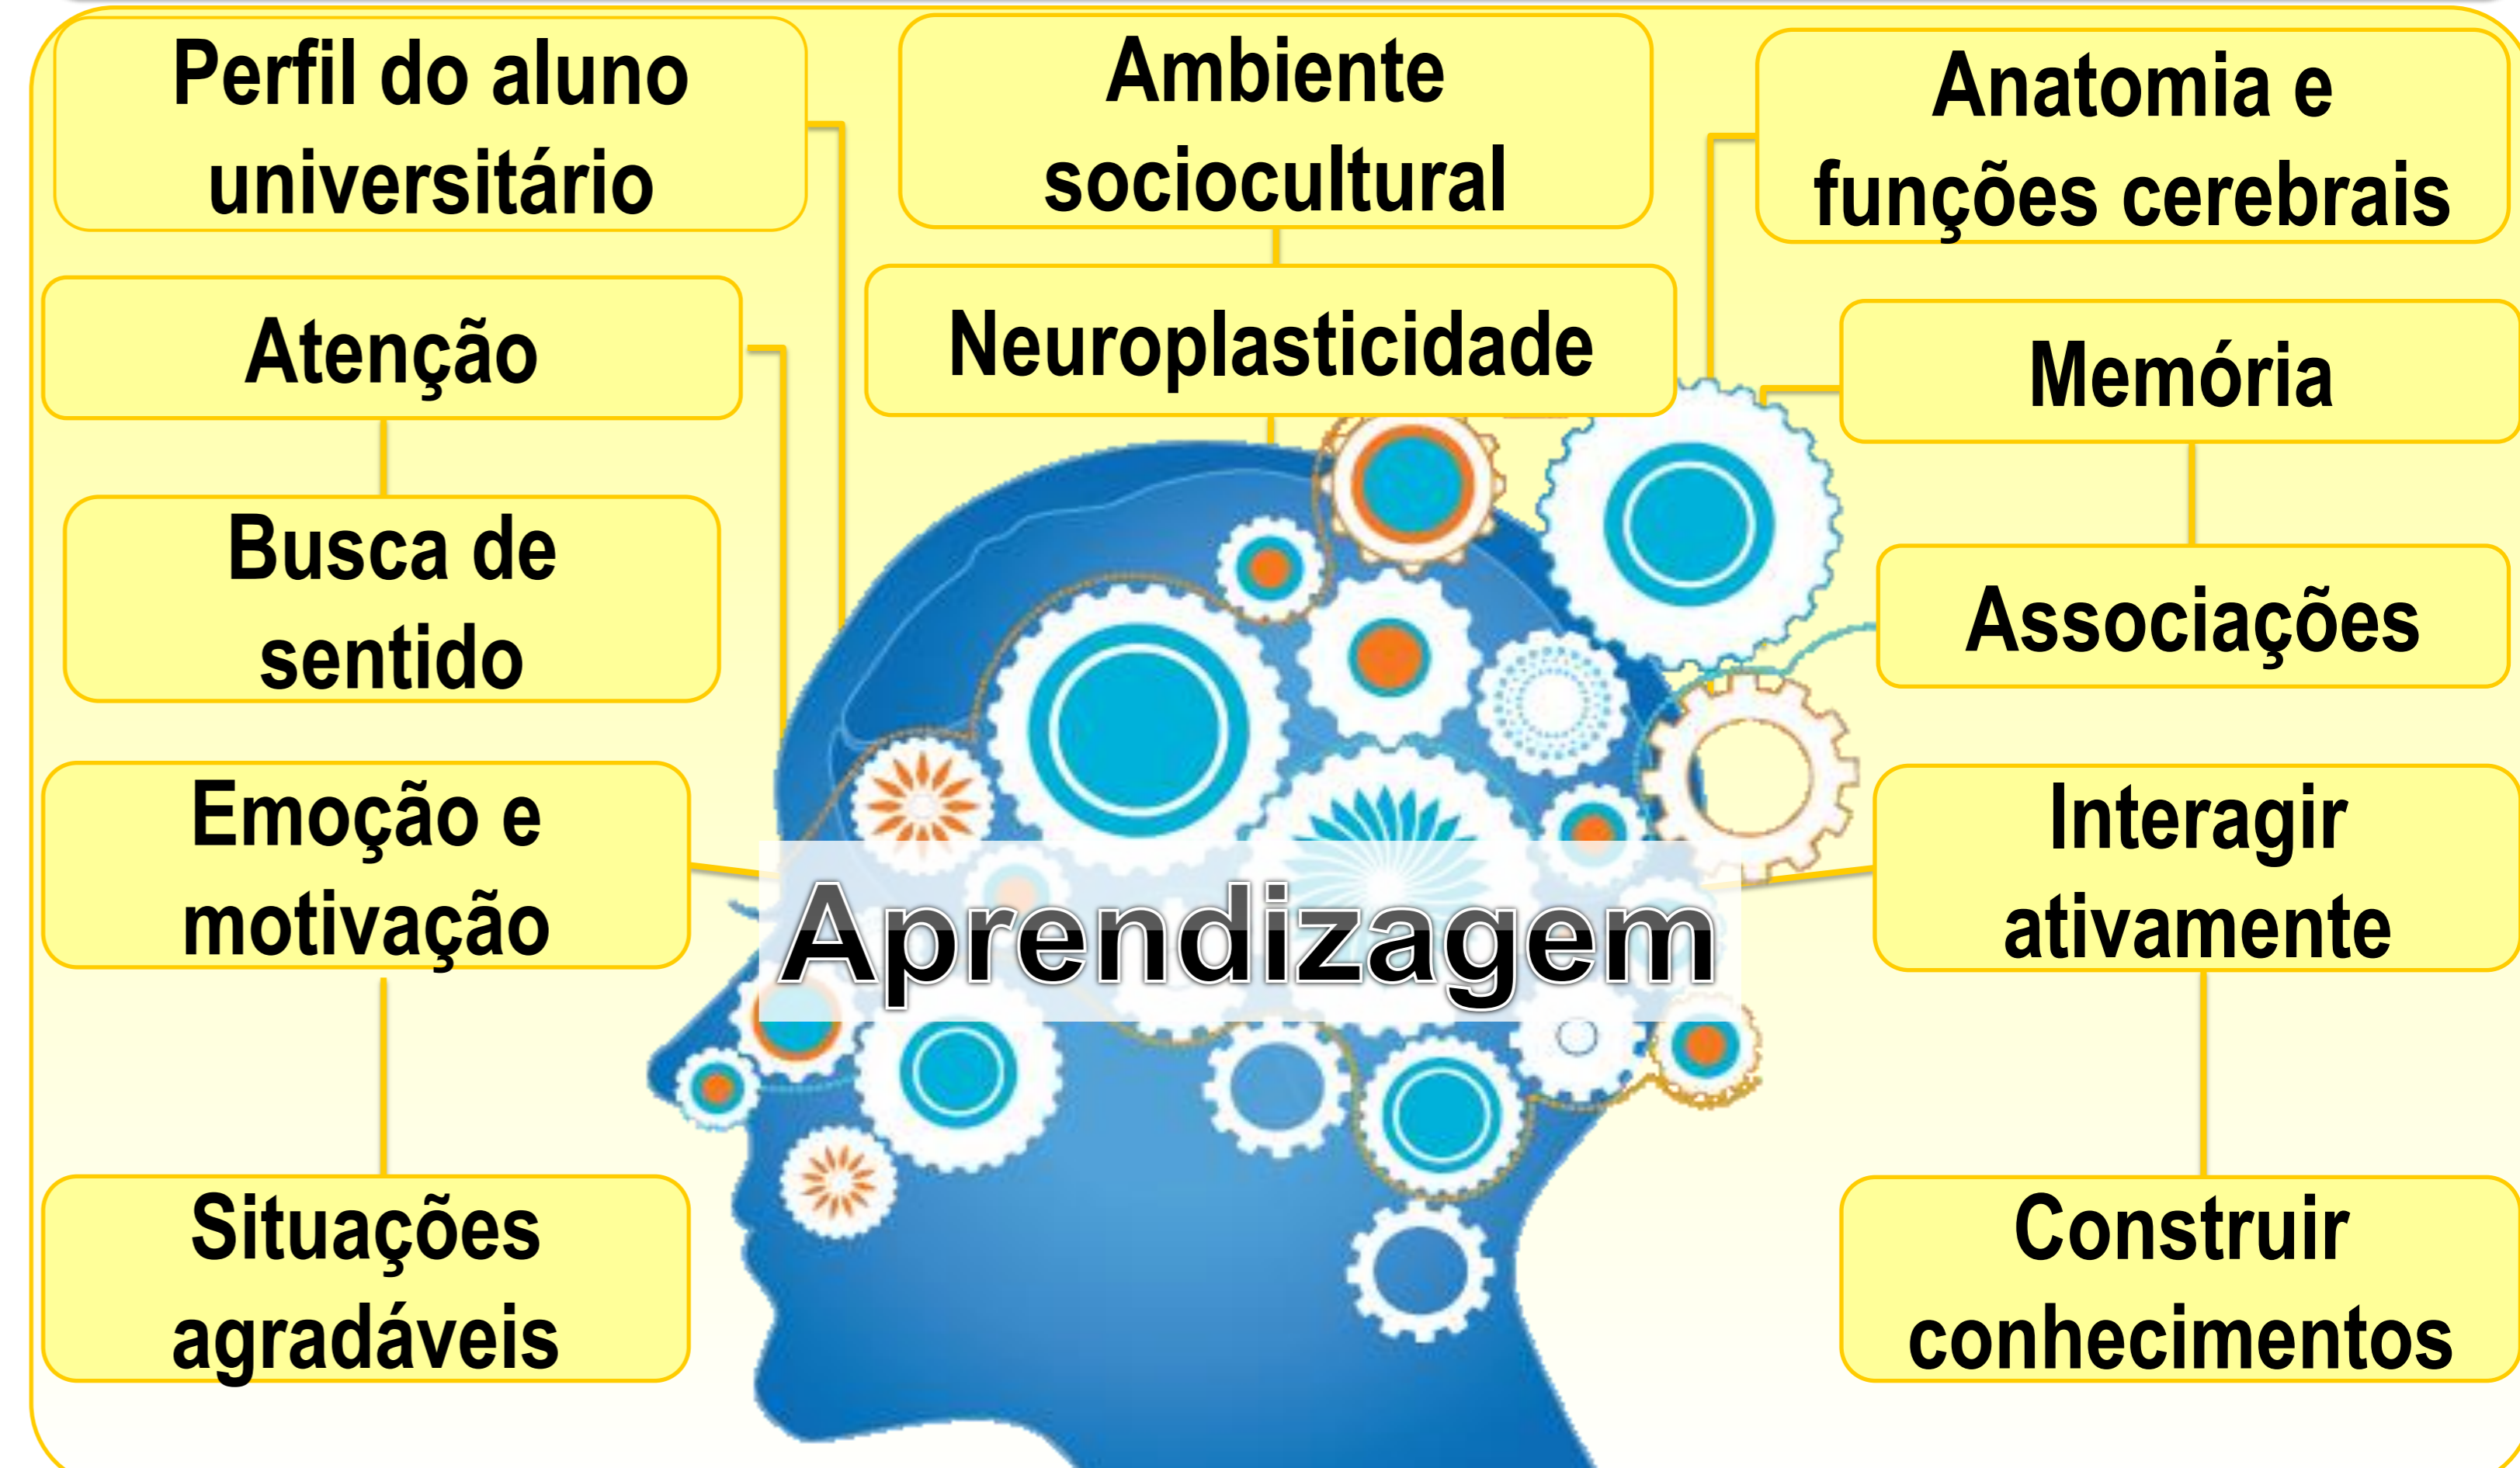 Perfil do aluno
universitário
Ambiente
sociocultural
Anatomia e
funções cerebrais
Atenção
Neuroplasticidade
Memória
Busca de
sentido
Associações
Emoção e
motivação
Interagir
ativamente
Aprendizagem
Situações
agradáveis
Construir
conhecimentos